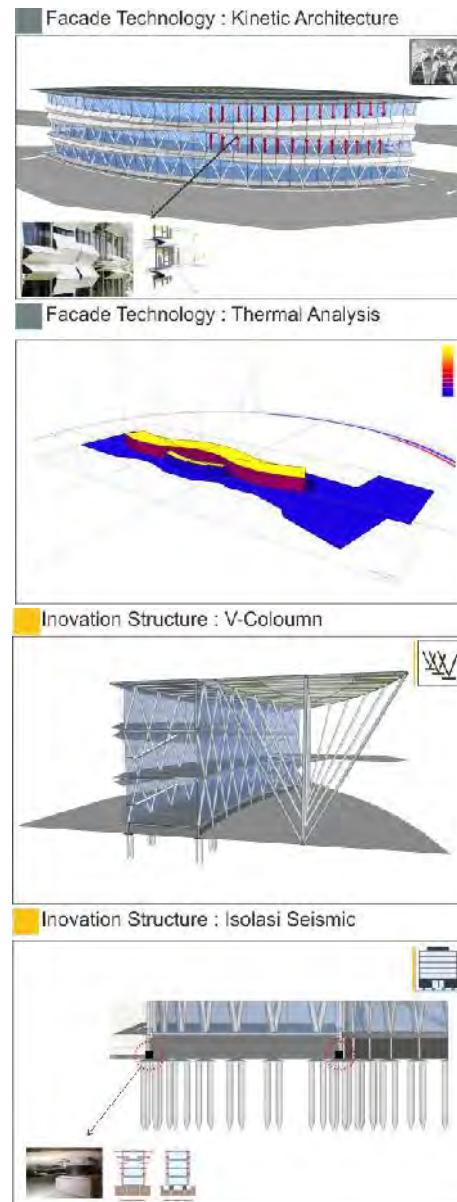 Facade Technology : Kinetic Architecture
Facade Technology : Thermal Analysis
Inovation Structure : V-Coloumn
Inovation Structure : Isolasi Seismic